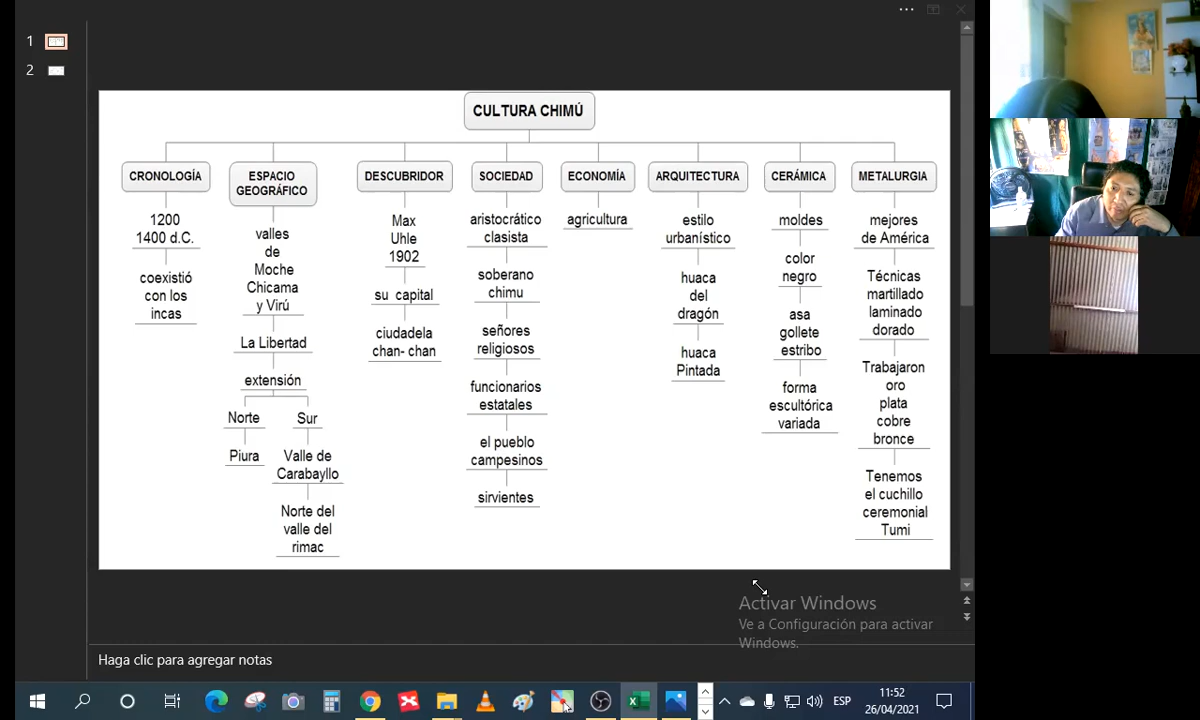 1
2
CULTURA CHIMÚ
CRONOLOGÍA
1200
1400 d.C.
coexistió
con los
incas
ESPACIO
GEOGRÁFICO
valles
de
Moche
Chicama
y Virú
La Libertad
extensión
Norte
Piura
Sur
Valle de
Carabayllo
Norte del
valle del
rimac
DESCUBRIDOR
Max
Uhle
1902
su capital
ciudadela
chan- chan
SOCIEDAD
aristocrático
clasista
soberano
chimu
señores
religiosos
funcionarios
estatales
el pueblo
campesinos
sirvientes
ECONOMÍA
agricultura
ARQUITECTURA
estilo
urbanístico
huaca
del
dragón
huaca
Pintada
CERÁMICA
moldes
color
negro
asa
gollete
estribo
forma
escultórica
variada
METALURGIA
mejores
de América
Técnicas
martillado
laminado
dorado
Trabajaron
oro
plata
cobre
bronce
Tenemos
el cuchillo
ceremonial
Tumi
Activar Windows
Ve a Configuración para activar
Windows.
Haga clic para agregar notas
ESP
11:52
26/04/2021